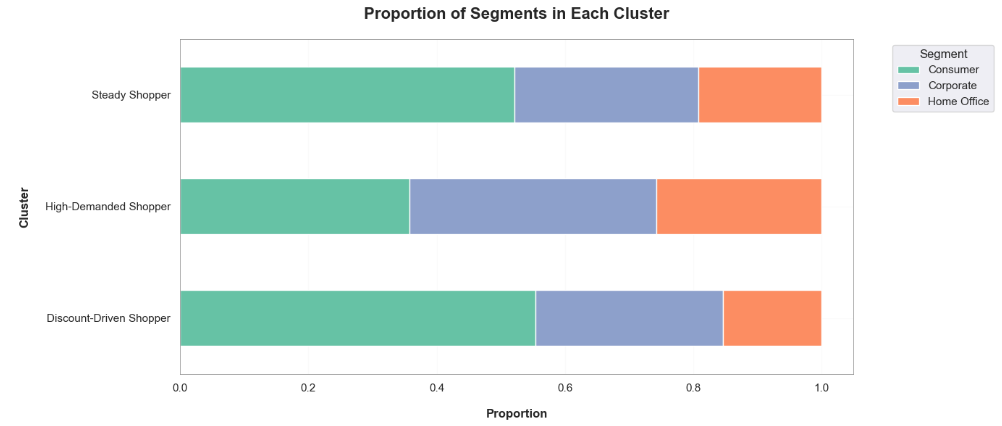 Proportion of Segments in Each Cluster
Segment
Consumer
Corporate
Home Office
Cluster
Steady Shopper
High-Demanded Shopper
Discount-Driven Shopper
0.0 0.2 0.4 0.6 0.8 1.0
Proportion